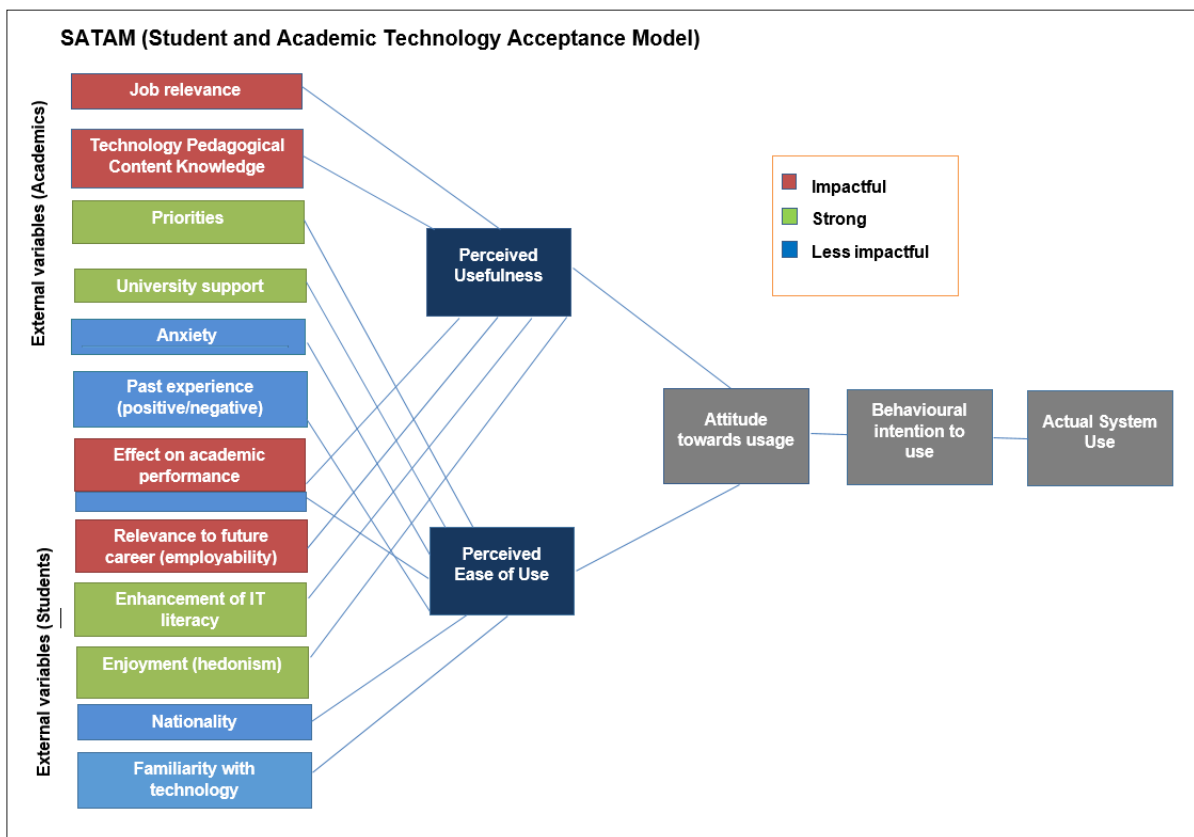 SATAM (Student and Academic Technology Acceptance Model)
External variables (Academics)
Job relevance
Technology Pedagogical
Content Knowledge
Priorities
University support
Anxiety
Past experience
(positive/negative)
External variables (Students)
Effect on academic
performance
Relevance to future
career (employability)
Enhancement of IT
literacy
Enjoyment (hedonism)
Nationality
Familiarity with
technology
Perceived
Usefulness
Perceived
Ease of Use
Attitude
towards usage
Behavioural
intention to
use
Actual System
Use
Impactful
Strong
Less impactful